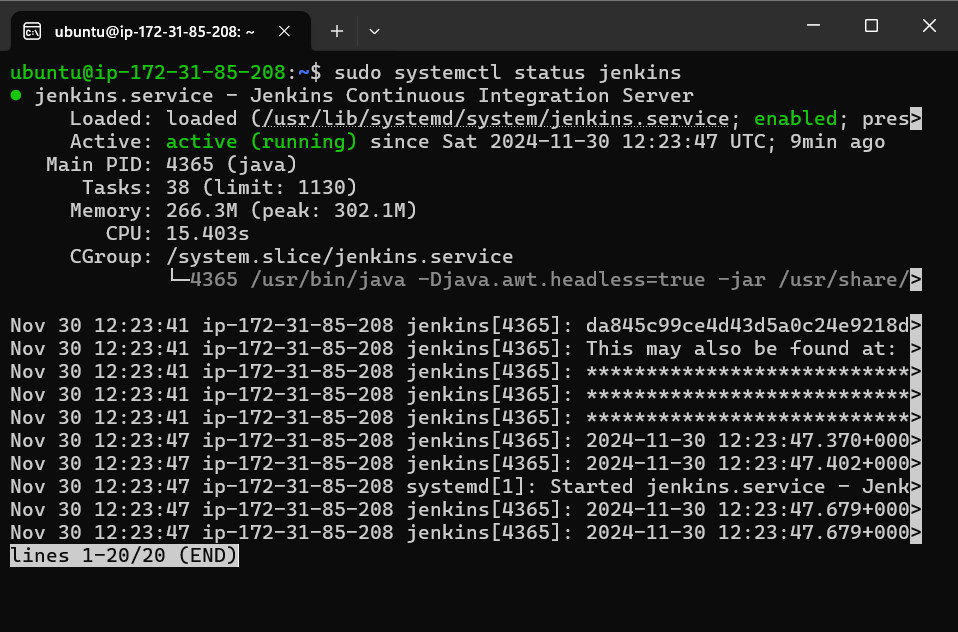 ubuntu@ip-172-31-85-208: ~
ubuntu@ip-172-31-85-208:~$ sudo systemctl status jenkins
● jenkins.service - Jenkins Continuous Integration Server
Loaded: loaded (/usr/lib/systemd/system/jenkins.service; enabled; pres>
Active: active (running) since Sat 2024-11-30 12:23:47 UTC; 9min ago
Main PID: 4365 (java)
Tasks: 38 (limit: 1130)
Memory: 266.3M (peak: 302.1M)
CPU: 15.403s
CGroup: /system.slice/jenkins.service
└─4365 /usr/bin/java -Djava.awt.headless=true -jar /usr/share/>
Nov 30 12:23:41 ip-172-31-85-208 jenkins[4365]: da845c99ce4d43d5a0c24e9218d>
Nov 30 12:23:41 ip-172-31-85-208 jenkins[4365]: This may also be found at: >
Nov 30 12:23:41 ip-172-31-85-208 jenkins[4365]: ***************************>
Nov 30 12:23:41 ip-172-31-85-208 jenkins[4365]: ***************************>
Nov 30 12:23:41 ip-172-31-85-208 jenkins[4365]: ***************************>
Nov 30 12:23:47 ip-172-31-85-208 jenkins[4365]: 2024-11-30 12:23:47.370+000>
Nov 30 12:23:47 ip-172-31-85-208 jenkins[4365]: 2024-11-30 12:23:47.402+000>
Nov 30 12:23:47 ip-172-31-85-208 systemd[1]: Started jenkins.service - Jenk>
Nov 30 12:23:47 ip-172-31-85-208 jenkins[4365]: 2024-11-30 12:23:47.679+000>
Nov 30 12:23:47 ip-172-31-85-208 jenkins[4365]: 2024-11-30 12:23:47.679+000>
lines 1-20/20 (END)